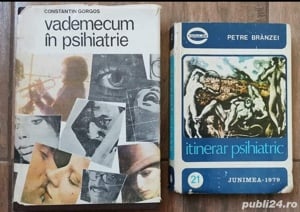 CONSTANTIN GORGOS
vademecum
în psihiatrie
PETRE BRÂNZEI
itinerar psihiatric
21
JUNIMEA-1979
publi24.ro